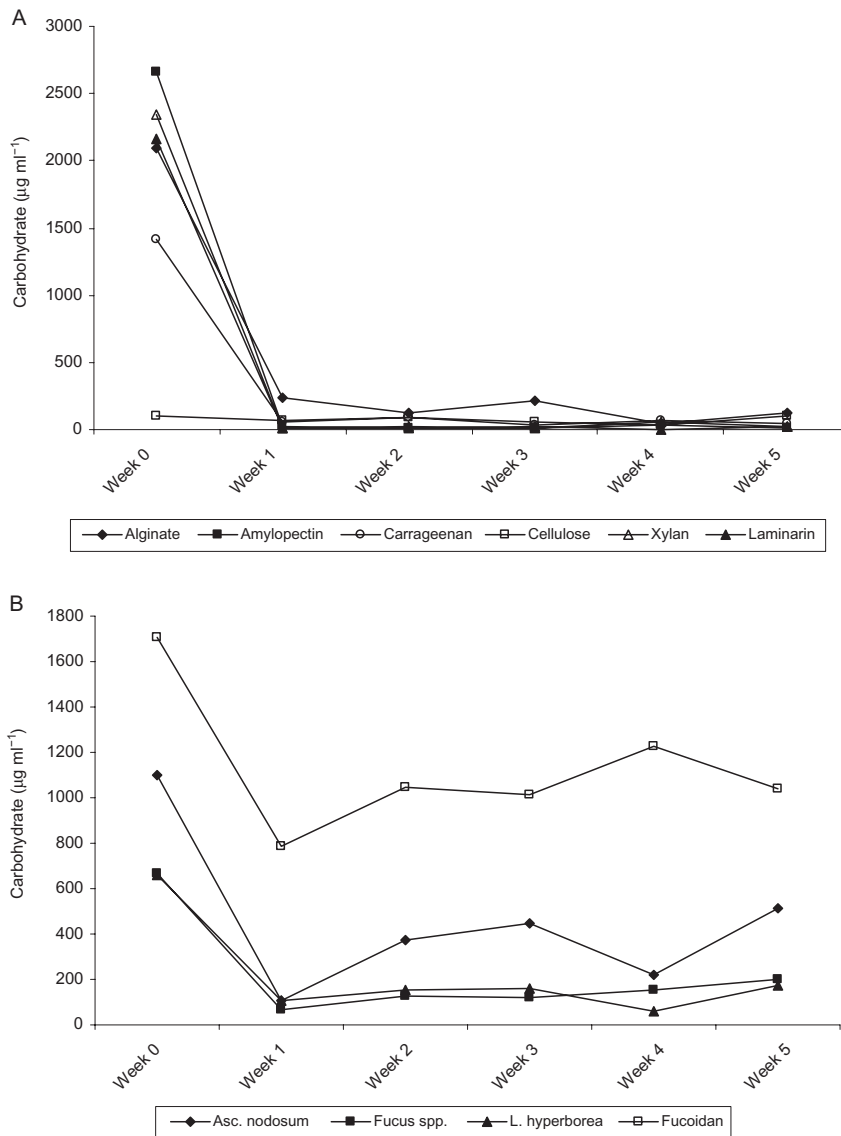 A
3000
2500
2000
1500
1000
500
0
Carbohydrate (µg ml⁻¹)
Week 0
Week 1
Week 2
Week 3
Week 4
Week 5
Alginate Amylopectin Carrageenan Cellulose Xylan Laminarin
B
1800
1600
1400
1200
1000
800
600
400
200
0
Carbohydrate (µg ml⁻¹)
Week 0
Week 1
Week 2
Week 3
Week 4
Week 5
Asc. nodosum Fucus spp. L. hyperborea Fucoidan